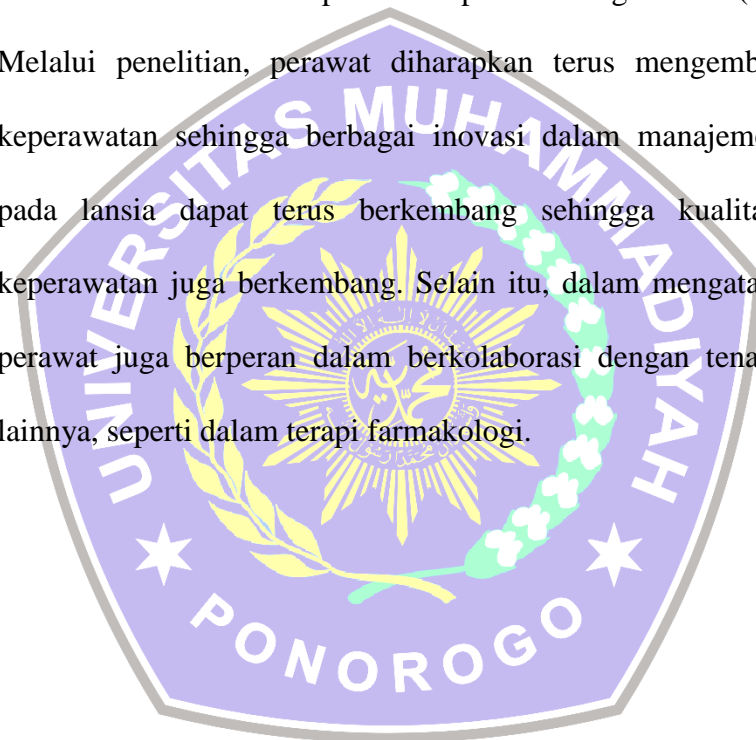 Melalui penelitian, perawat diharapkan terus mengemb
keperawatan sehingga berbagai inovasi dalam manajeme
pada lansia dapat terus berkembang sehingga kualita
keperawatan juga berkembang. Selain itu, dalam mengata
perawat juga berperan dalam berkolaborasi dengan tena
lainnya, seperti dalam terapi farmakologi.
UNIVERSITAS MUHAMMADIYAH
PONOROGO